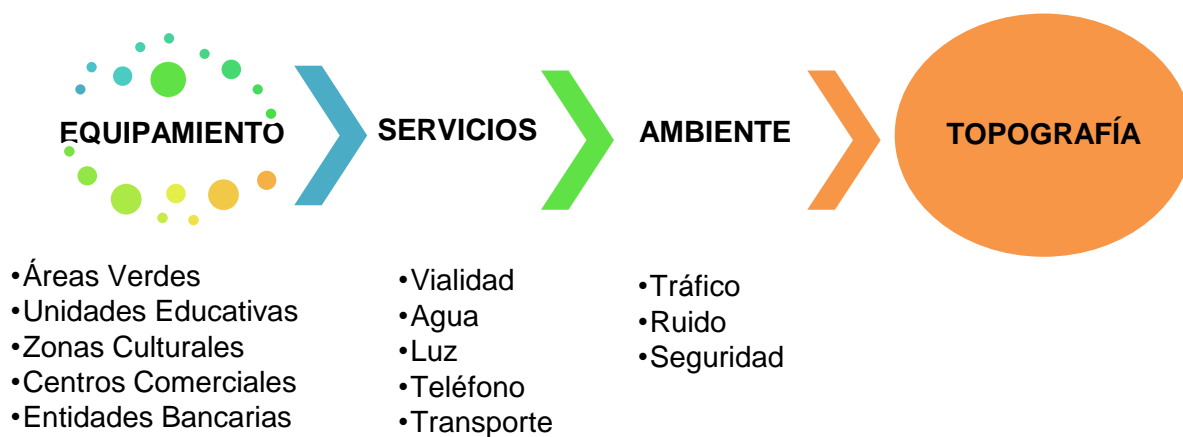 EQUIPAMIENTO
SERVICIOS
AMBIENTE
TOPOGRAFÍA
•Áreas Verdes
•Unidades Educativas
•Zonas Culturales
•Centros Comerciales
•Entidades Bancarias
•Vialidad
•Agua
•Luz
•Teléfono
•Transporte
•Tráfico
•Ruido
•Seguridad